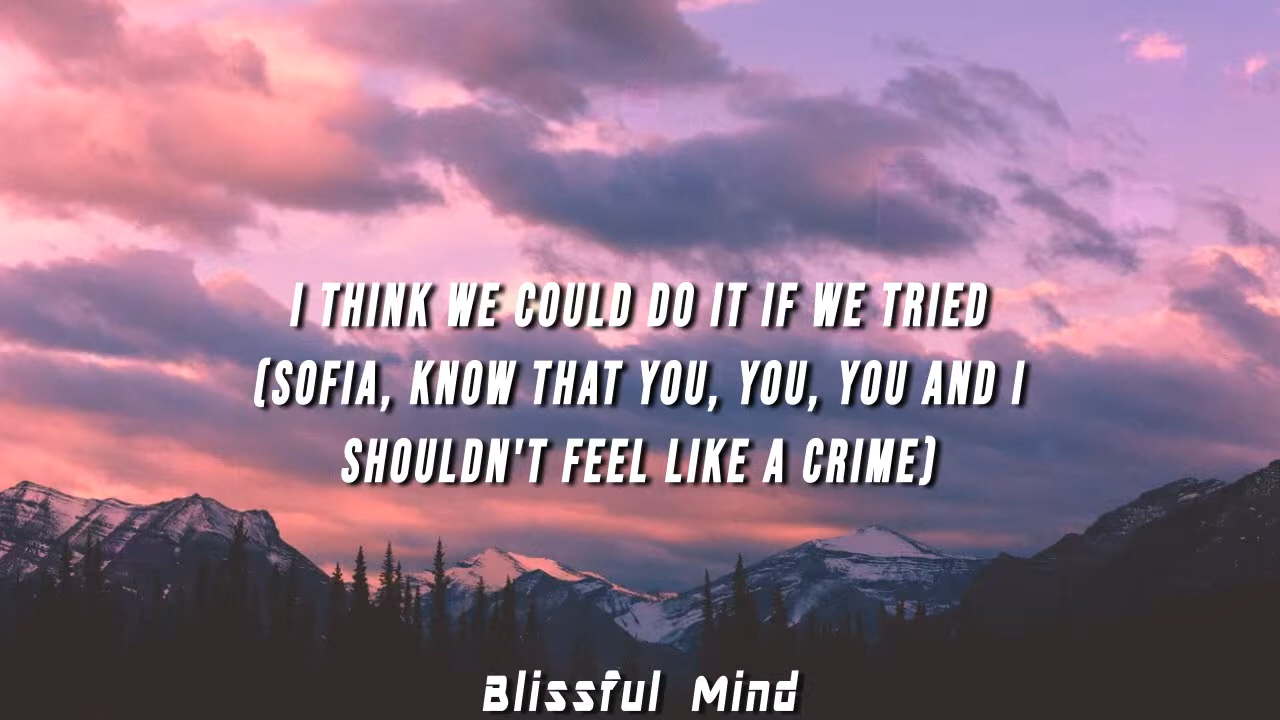 I THINK WE COULD DO IT IF WE TRIED
(SOFIA, KNOW THAT YOU, YOU, YOU AND I
SHOULDN'T FEEL LIKE A CRIME)
Blissful Mind